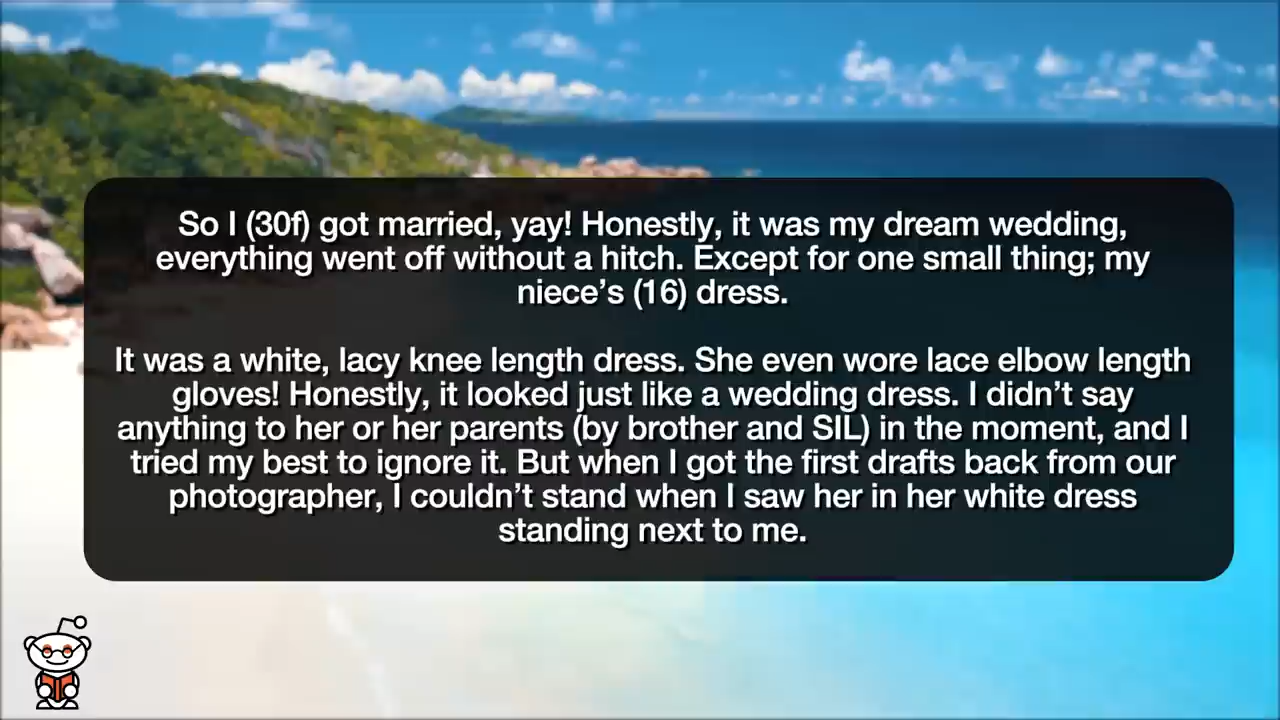 So I (30f) got married, yay! Honestly, it was my dream wedding,
everything went off without a hitch. Except for one small thing; my
niece’s (16) dress.
It was a white, lacy knee length dress. She even wore lace elbow length
gloves! Honestly, it looked just like a wedding dress. I didn’t say
anything to her or her parents (by brother and SIL) in the moment, and I
tried my best to ignore it. But when I got the first drafts back from our
photographer, I couldn’t stand when I saw her in her white dress
standing next to me.